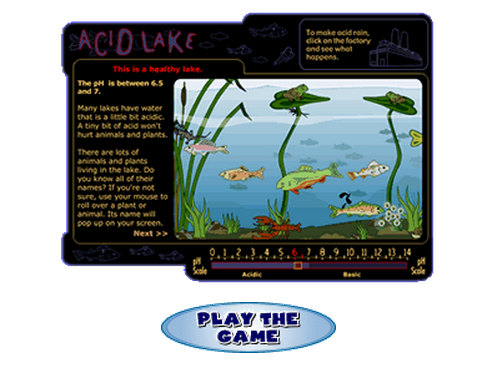 ACID LAKE
To make acid rain,
click on the factory
and see what
happens.
This is a healthy lake.
The pH is between 6.5
and 7.
Many lakes have water
that is a little bit acidic.
A tiny bit of acid won't
hurt animals and plants.
There are lots of
animals and plants
living in the lake. Do
you know all of their
names? If you're not
sure, use your mouse to
roll over a plant or
animal. Its name will
pop up on your screen.
Next >>
pH Scale 0 1 2 3 4 5 6 7 8 9 10 11 12 13 14 pH Scale
Acidic Basic
PLAY THE
GAME